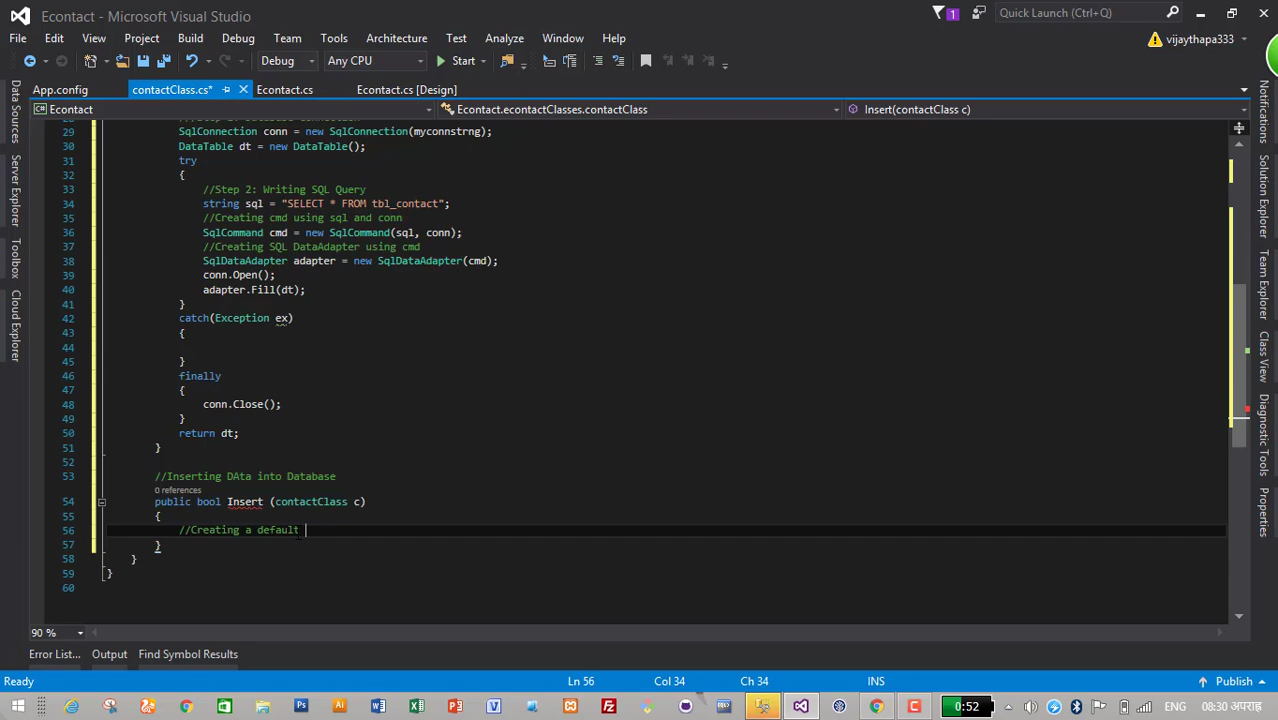 Econtact - Microsoft Visual Studio
1
Quick Launch (Ctrl+Q)
File Edit View Project Build Debug Team Tools Architecture Test Analyze Window Help
vijaythapa333
Debug Any CPU Start
App.config contactClass.cs* Econtact.cs Econtact.cs [Design]
Econtact Econtact.econtactClasses.contactClass Insert(contactClass c)
29 SqlConnection conn = new SqlConnection(myconnstrng);
30 DataTable dt = new DataTable();
31 try
32 {
33 //Step 2: Writing SQL Query
34 string sql = "SELECT * FROM tbl_contact";
35 //Creating cmd using sql and conn
36 SqlCommand cmd = new SqlCommand(sql, conn);
37 //Creating SQL DataAdapter using cmd
38 SqlDataAdapter adapter = new SqlDataAdapter(cmd);
39 conn.Open();
40 adapter.Fill(dt);
41 }
42 catch(Exception ex)
43 {
44
45 }
46 finally
47 {
48 conn.Close();
49 }
50 return dt;
51 }
52
53 //Inserting DAta into Database
0 references
54 public bool Insert (contactClass c)
55 {
56 //Creating a default
57 }
58 }
59 }
60
Data Sources
Server Explorer
Toolbox
Cloud Explorer
Notifications
Solution Explorer
Team Explorer
Class View
Diagnostic Tools
Properties
90 %
Error List... Output Find Symbol Results
Ready Ln 56 Col 34 Ch 34 INS Publish
0:52 08:30 अपराह्न